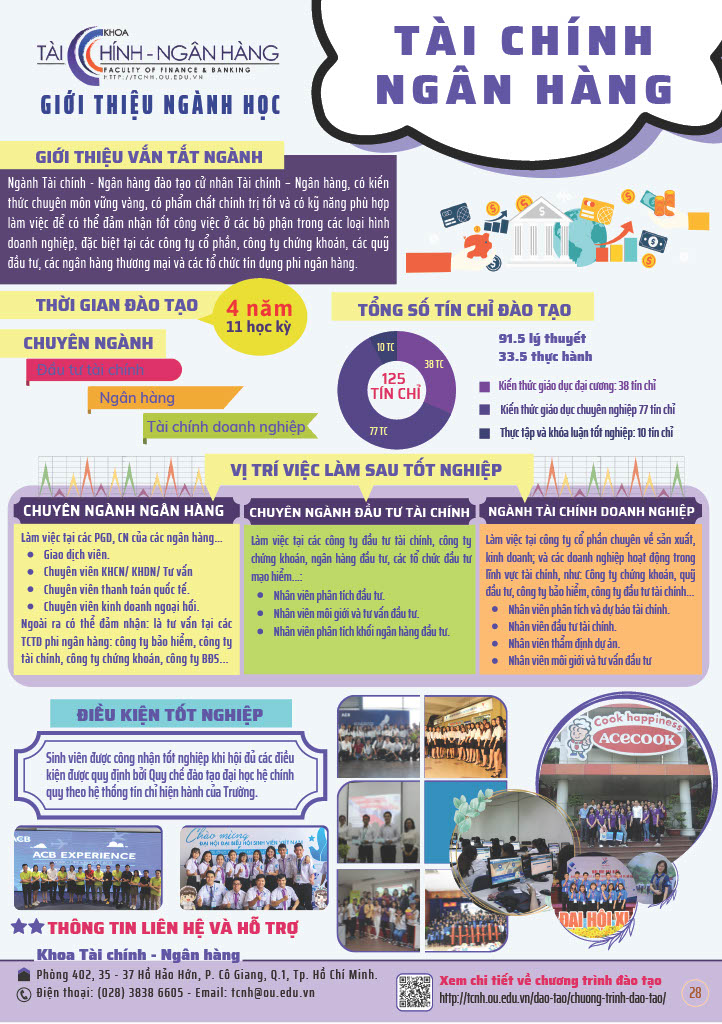 KHOA
TÀI CHÍNH - NGÂN HÀNG
FACULTY OF FINANCE & BANKING
HTTP://TCNH.OU.EDU.VN
GIỚI THIỆU NGÀNH HỌC
TÀI CHÍNH
NGÂN HÀNG
GIỚI THIỆU VẮN TẮT NGÀNH
Ngành Tài chính - Ngân hàng đào tạo cử nhân Tài chính – Ngân hàng, có kiến
thức chuyên môn vững vàng, có phẩm chất chính trị tốt và có kỹ năng phù hợp
làm việc để có thể đảm nhận tốt công việc ở các bộ phận trong các loại hình
doanh nghiệp, đặc biệt tại các công ty cổ phần, công ty chứng khoán, các quỹ
đầu tư, các ngân hàng thương mại và các tổ chức tín dụng phi ngân hàng.
THỜI GIAN ĐÀO TẠO
4 năm
11 học kỳ
CHUYÊN NGÀNH
Đầu tư tài chính
Ngân hàng
Tài chính doanh nghiệp
TỔNG SỐ TÍN CHỈ ĐÀO TẠO
10 TC
38 TC
77 TC
125
TÍN CHỈ
91.5 lý thuyết
33.5 thực hành
Kiến thức giáo dục đại cương: 38 tín chỉ
Kiến thức giáo dục chuyên nghiệp 77 tín chỉ
Thực tập và khóa luận tốt nghiệp: 10 tín chỉ
VỊ TRÍ VIỆC LÀM SAU TỐT NGHIỆP
CHUYÊN NGÀNH NGÂN HÀNG
Làm việc tại các PGD, CN của các ngân hàng...
● Giao dịch viên.
● Chuyên viên KHCN/ KHDN/ Tư vấn
● Chuyên viên thanh toán quốc tế.
● Chuyên viên kinh doanh ngoại hối.
Ngoài ra có thể đảm nhận: là tư vấn tại các
TCTD phi ngân hàng: công ty bảo hiểm, công ty
tài chính, công ty chứng khoán, công ty BĐS...
CHUYÊN NGÀNH ĐẦU TƯ TÀI CHÍNH
Làm việc tại các công ty đầu tư tài chính, công ty
chứng khoán, ngân hàng đầu tư, các tổ chức đầu tư
mạo hiểm...:
● Nhân viên phân tích đầu tư.
● Nhân viên môi giới và tư vấn đầu tư.
● Nhân viên phân tích khối ngân hàng đầu tư.
NGÀNH TÀI CHÍNH DOANH NGHIỆP
Làm việc tại công ty cổ phần chuyên về sản xuất,
kinh doanh; và các doanh nghiệp hoạt động trong
lĩnh vực tài chính, như: Công ty chứng khoán, quỹ
đầu tư, công ty bảo hiểm, công ty đầu tư tài chính...
● Nhân viên phân tích và dự báo tài chính.
● Nhân viên đầu tư tài chính.
● Nhân viên thẩm định dự án.
● Nhân viên môi giới và tư vấn đầu tư
ĐIỀU KIỆN TỐT NGHIỆP
Sinh viên được công nhận tốt nghiệp khi hội đủ các điều
kiện được quy định bởi Quy chế đào tạo đại học hệ chính
quy theo hệ thống tín chỉ hiện hành của Trường.
ACB
ACB EXPERIENCE
Chào mừng
ĐẠI HỘI ĐẠI BIỂU HỘI SINH VIÊN VIỆT NAM
ACB
Cook happiness
ACECOOK
ĐẠI HỘI XI
THÔNG TIN LIÊN HỆ VÀ HỖ TRỢ
Khoa Tài chính - Ngân hàng
Phòng 402, 35 - 37 Hồ Hảo Hớn, P. Cô Giang, Q.1, Tp. Hồ Chí Minh.
Điện thoại: (028) 3838 6605 - Email: tcnh@ou.edu.vn
Xem chi tiết về chương trình đào tạo
http://tcnh.ou.edu.vn/dao-tao/chuong-trinh-dao-tao/
28